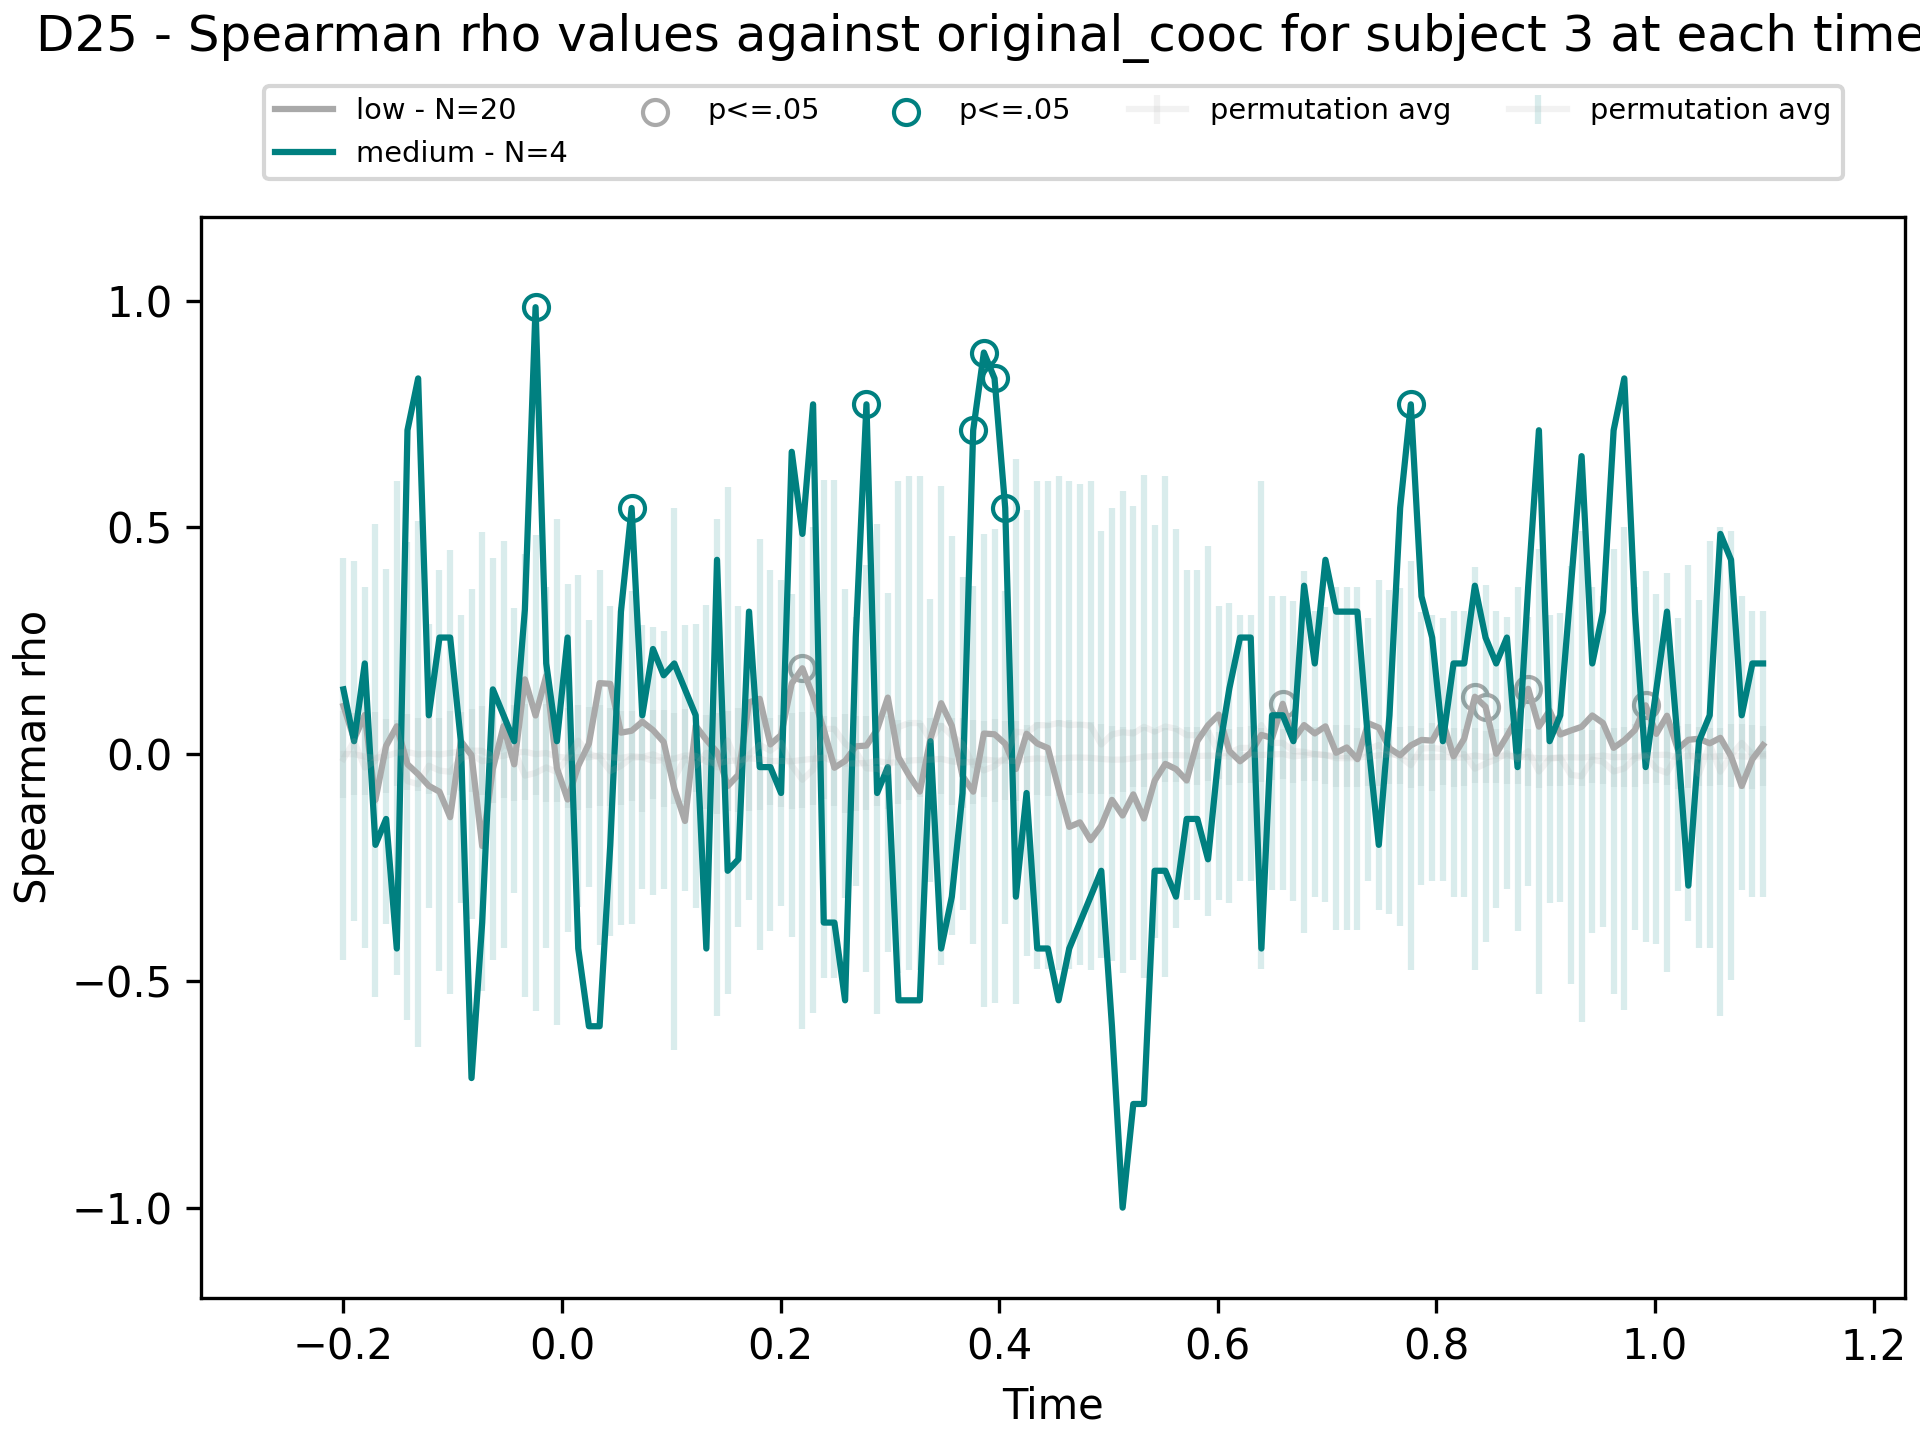 D25 - Spearman rho values against original_cooc for subject 3 at each time
low - N=20
medium - N=4
p<=.05
p<=.05
permutation avg
permutation avg
Spearman rho
1.0
0.5
0.0
−0.5
−1.0
−0.2 0.0 0.2 0.4 0.6 0.8 1.0 1.2
Time